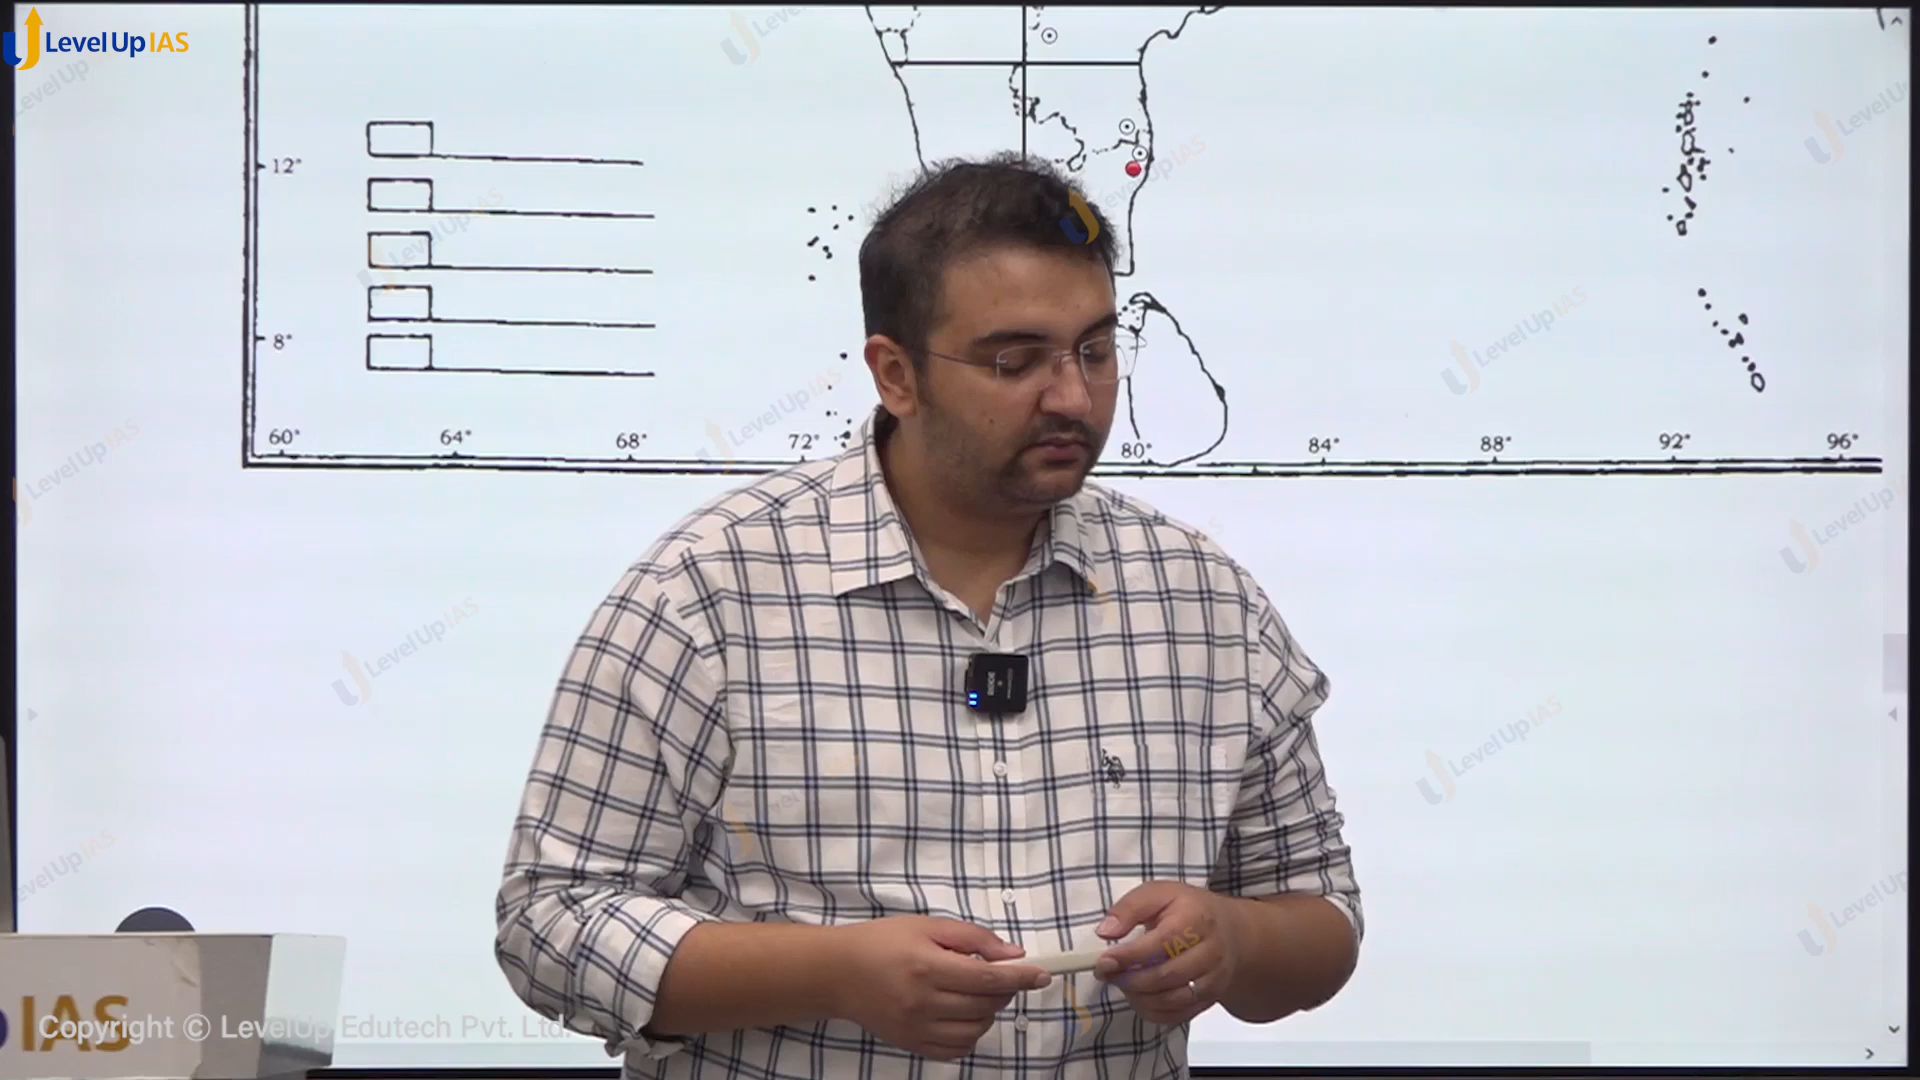 Level Up IAS
12°
8°
60° 64° 68° 72° 80° 84° 88° 92° 96°
IAS
Copyright © LevelUp Edutech Pvt. Ltd.